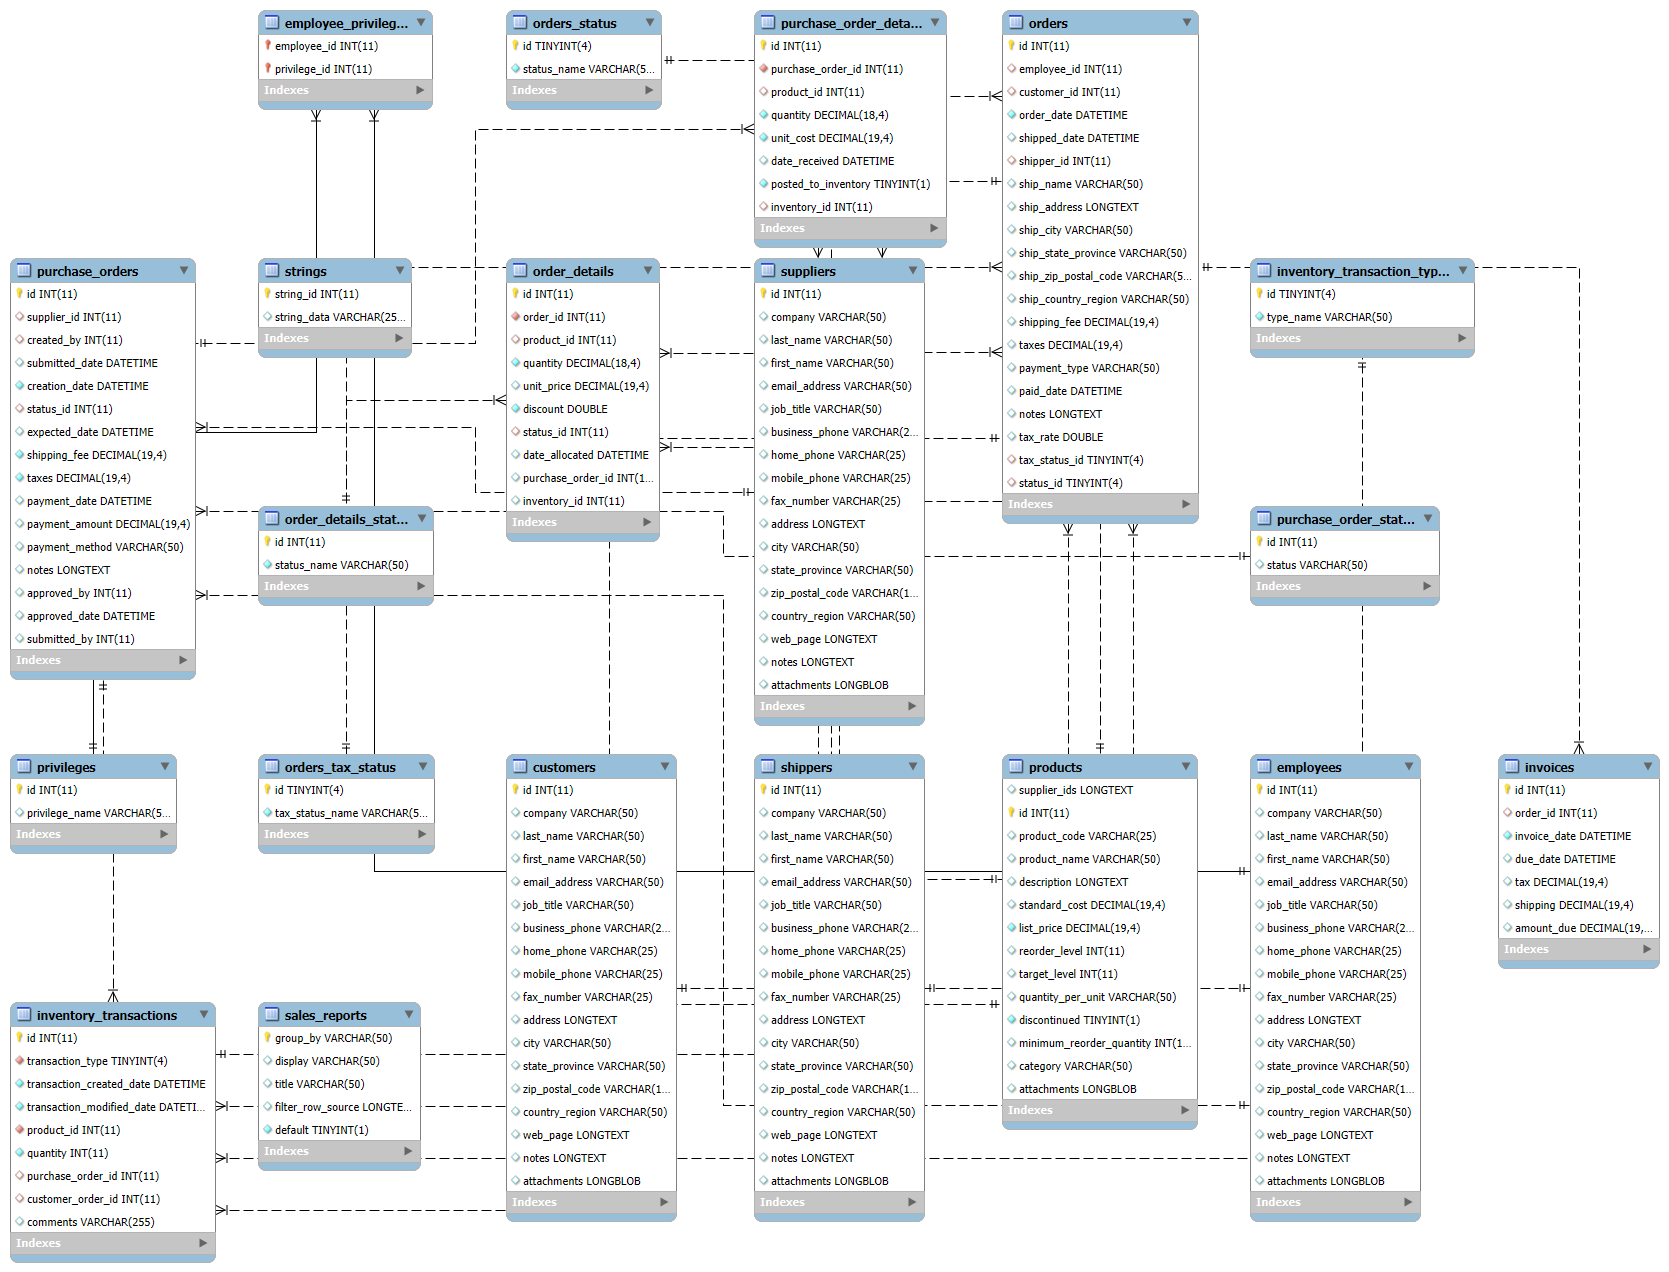 employee_privileg...
employee_id INT(11)
privilege_id INT(11)
Indexes
orders_status
id TINYINT(4)
status_name VARCHAR(5...
Indexes
purchase_order_deta...
id INT(11)
purchase_order_id INT(11)
product_id INT(11)
quantity DECIMAL(18,4)
unit_cost DECIMAL(19,4)
date_received DATETIME
posted_to_inventory TINYINT(1)
inventory_id INT(11)
Indexes
orders
id INT(11)
employee_id INT(11)
customer_id INT(11)
order_date DATETIME
shipped_date DATETIME
shipper_id INT(11)
ship_name VARCHAR(50)
ship_address LONGTEXT
ship_city VARCHAR(50)
ship_state_province VARCHAR(50)
ship_zip_postal_code VARCHAR(5...
ship_country_region VARCHAR(50)
shipping_fee DECIMAL(19,4)
taxes DECIMAL(19,4)
payment_type VARCHAR(50)
paid_date DATETIME
notes LONGTEXT
tax_rate DOUBLE
tax_status_id TINYINT(4)
status_id TINYINT(4)
Indexes
purchase_orders
id INT(11)
supplier_id INT(11)
created_by INT(11)
submitted_date DATETIME
creation_date DATETIME
status_id INT(11)
expected_date DATETIME
shipping_fee DECIMAL(19,4)
taxes DECIMAL(19,4)
payment_date DATETIME
payment_amount DECIMAL(19,4)
payment_method VARCHAR(50)
notes LONGTEXT
approved_by INT(11)
approved_date DATETIME
submitted_by INT(11)
Indexes
strings
string_id INT(11)
string_data VARCHAR(25...
Indexes
order_details
id INT(11)
order_id INT(11)
product_id INT(11)
quantity DECIMAL(18,4)
unit_price DECIMAL(19,4)
discount DOUBLE
status_id INT(11)
date_allocated DATETIME
purchase_order_id INT(1...
inventory_id INT(11)
Indexes
suppliers
id INT(11)
company VARCHAR(50)
last_name VARCHAR(50)
first_name VARCHAR(50)
email_address VARCHAR(50)
job_title VARCHAR(50)
business_phone VARCHAR(2...
home_phone VARCHAR(25)
mobile_phone VARCHAR(25)
fax_number VARCHAR(25)
address LONGTEXT
city VARCHAR(50)
state_province VARCHAR(50)
zip_postal_code VARCHAR(1...
country_region VARCHAR(50)
web_page LONGTEXT
notes LONGTEXT
attachments LONGBLOB
Indexes
inventory_transaction_typ...
id TINYINT(4)
type_name VARCHAR(50)
Indexes
order_details_stat...
id INT(11)
status_name VARCHAR(50)
Indexes
purchase_order_stat...
id INT(11)
status VARCHAR(50)
Indexes
privileges
id INT(11)
privilege_name VARCHAR(5...
Indexes
orders_tax_status
id TINYINT(4)
tax_status_name VARCHAR(5...
Indexes
customers
id INT(11)
company VARCHAR(50)
last_name VARCHAR(50)
first_name VARCHAR(50)
email_address VARCHAR(50)
job_title VARCHAR(50)
business_phone VARCHAR(2...
home_phone VARCHAR(25)
mobile_phone VARCHAR(25)
fax_number VARCHAR(25)
address LONGTEXT
city VARCHAR(50)
state_province VARCHAR(50)
zip_postal_code VARCHAR(1...
country_region VARCHAR(50)
web_page LONGTEXT
notes LONGTEXT
attachments LONGBLOB
Indexes
shippers
id INT(11)
company VARCHAR(50)
last_name VARCHAR(50)
first_name VARCHAR(50)
email_address VARCHAR(50)
job_title VARCHAR(50)
business_phone VARCHAR(2...
home_phone VARCHAR(25)
mobile_phone VARCHAR(25)
fax_number VARCHAR(25)
address LONGTEXT
city VARCHAR(50)
state_province VARCHAR(50)
zip_postal_code VARCHAR(1...
country_region VARCHAR(50)
web_page LONGTEXT
notes LONGTEXT
attachments LONGBLOB
Indexes
products
supplier_ids LONGTEXT
id INT(11)
product_code VARCHAR(25)
product_name VARCHAR(50)
description LONGTEXT
standard_cost DECIMAL(19,4)
list_price DECIMAL(19,4)
reorder_level INT(11)
target_level INT(11)
quantity_per_unit VARCHAR(50)
discontinued TINYINT(1)
minimum_reorder_quantity INT(1...
category VARCHAR(50)
attachments LONGBLOB
Indexes
employees
id INT(11)
company VARCHAR(50)
last_name VARCHAR(50)
first_name VARCHAR(50)
email_address VARCHAR(50)
job_title VARCHAR(50)
business_phone VARCHAR(2...
home_phone VARCHAR(25)
mobile_phone VARCHAR(25)
fax_number VARCHAR(25)
address LONGTEXT
city VARCHAR(50)
state_province VARCHAR(50)
zip_postal_code VARCHAR(1...
country_region VARCHAR(50)
web_page LONGTEXT
notes LONGTEXT
attachments LONGBLOB
Indexes
invoices
id INT(11)
order_id INT(11)
invoice_date DATETIME
due_date DATETIME
tax DECIMAL(19,4)
shipping DECIMAL(19,4)
amount_due DECIMAL(19,...
Indexes
inventory_transactions
id INT(11)
transaction_type TINYINT(4)
transaction_created_date DATETIME
transaction_modified_date DATETI...
product_id INT(11)
quantity INT(11)
purchase_order_id INT(11)
customer_order_id INT(11)
comments VARCHAR(255)
Indexes
sales_reports
group_by VARCHAR(50)
display VARCHAR(50)
title VARCHAR(50)
filter_row_source LONGTE...
default TINYINT(1)
Indexes